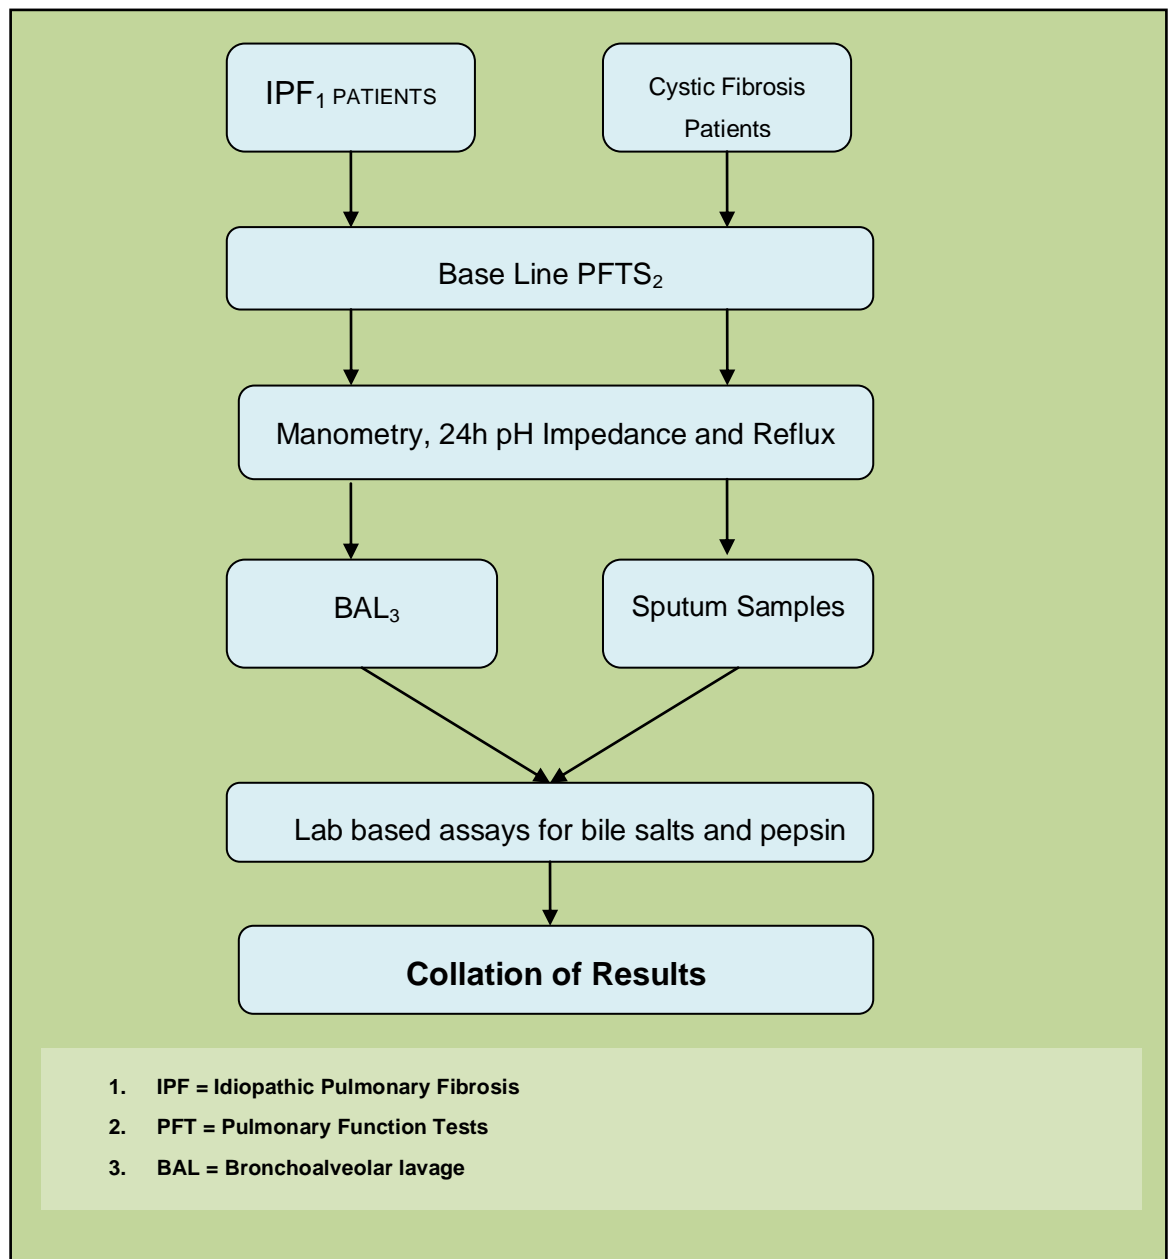 IPF₁ PATIENTS
Cystic Fibrosis
Patients
Base Line PFTS₂
Manometry, 24h pH Impedance and Reflux
BAL₃
Sputum Samples
Lab based assays for bile salts and pepsin
Collation of Results
1. IPF = Idiopathic Pulmonary Fibrosis
2. PFT = Pulmonary Function Tests
3. BAL = Bronchoalveolar lavage